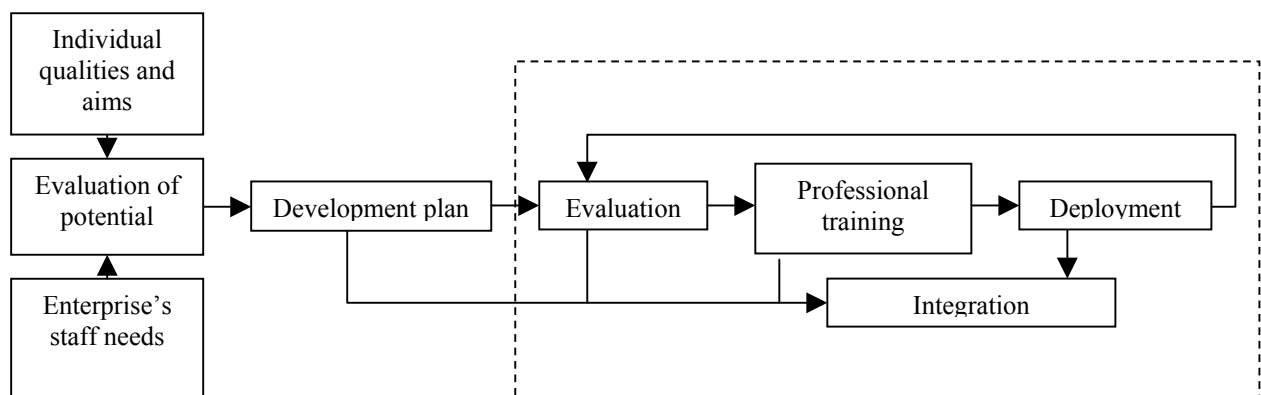 Individual
qualities and
aims
Evaluation of
potential
Enterprise’s
staff needs
Development plan
Evaluation
Professional
training
Deployment
Integration